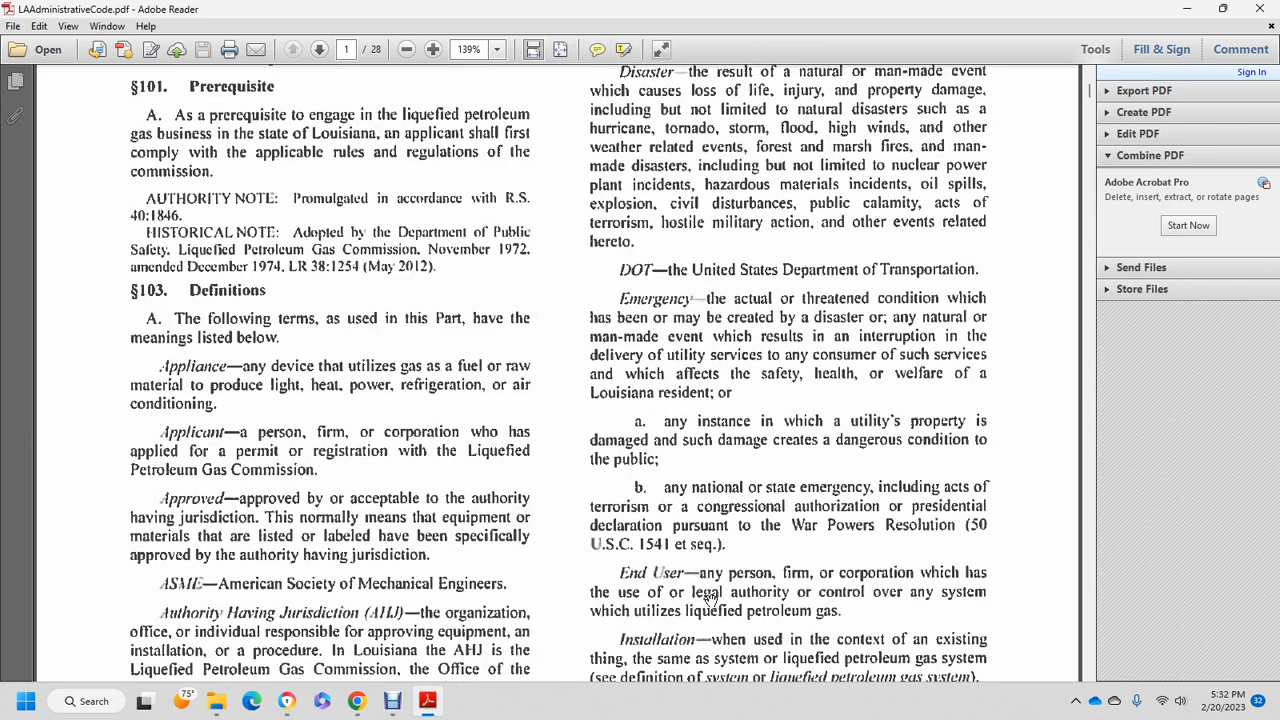 LAAdministrativeCode.pdf - Adobe Reader
File Edit View Window Help
Open 1 / 28 139% Tools Fill & Sign Comment
Sign In
Export PDF
Create PDF
Edit PDF
Combine PDF
Adobe Acrobat Pro
Delete, insert, extract, or rotate pages
Start Now
Send Files
Store Files
§101. Prerequisite
A. As a prerequisite to engage in the liquefied petroleum
gas business in the state of Louisiana, an applicant shall first
comply with the applicable rules and regulations of the
commission.
AUTHORITY NOTE: Promulgated in accordance with R.S.
40:1846.
HISTORICAL NOTE: Adopted by the Department of Public
Safety, Liquefied Petroleum Gas Commission, November 1972,
amended December 1974, LR 38:1254 (May 2012).
§103. Definitions
A. The following terms, as used in this Part, have the
meanings listed below.
Appliance—any device that utilizes gas as a fuel or raw
material to produce light, heat, power, refrigeration, or air
conditioning.
Applicant—a person, firm, or corporation who has
applied for a permit or registration with the Liquefied
Petroleum Gas Commission.
Approved—approved by or acceptable to the authority
having jurisdiction. This normally means that equipment or
materials that are listed or labeled have been specifically
approved by the authority having jurisdiction.
ASME—American Society of Mechanical Engineers.
Authority Having Jurisdiction (AHJ)—the organization,
office, or individual responsible for approving equipment, an
installation, or a procedure. In Louisiana the AHJ is the
Liquefied Petroleum Gas Commission, the Office of the
Disaster—the result of a natural or man-made event
which causes loss of life, injury, and property damage,
including but not limited to natural disasters such as a
hurricane, tornado, storm, flood, high winds, and other
weather related events, forest and marsh fires, and man-
made disasters, including but not limited to nuclear power
plant incidents, hazardous materials incidents, oil spills,
explosion, civil disturbances, public calamity, acts of
terrorism, hostile military action, and other events related
hereto.
DOT—the United States Department of Transportation.
Emergency—the actual or threatened condition which
has been or may be created by a disaster or; any natural or
man-made event which results in an interruption in the
delivery of utility services to any consumer of such services
and which affects the safety, health, or welfare of a
Louisiana resident; or
a. any instance in which a utility's property is
damaged and such damage creates a dangerous condition to
the public;
b. any national or state emergency, including acts of
terrorism or a congressional authorization or presidential
declaration pursuant to the War Powers Resolution (50
U.S.C. 1541 et seq.).
End User—any person, firm, or corporation which has
the use of or legal authority or control over any system
which utilizes liquefied petroleum gas.
Installation—when used in the context of an existing
thing, the same as system or liquefied petroleum gas system
(see definition of system or liquefied petroleum gas system).
Search 75° 5:32 PM
2/20/2023 32